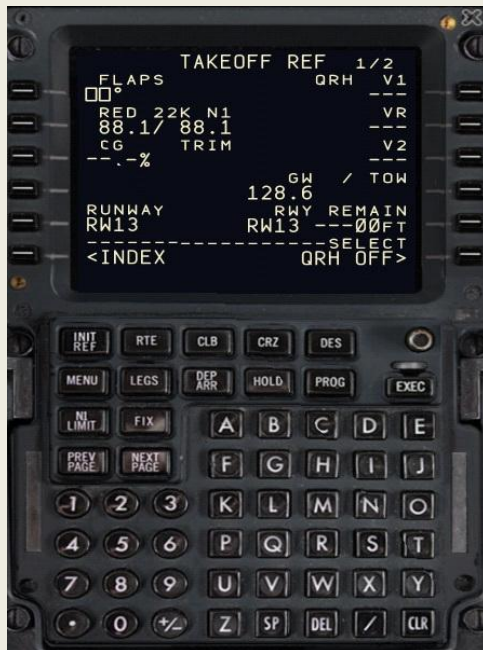 TAKEOFF REF 1/2
FLAPS QRH V1
□□° ---
RED 22K N1 VR
88.1/ 88.1 ---
CG TRIM V2
--.-% ---
GW / TOW
128.6
RUNWAY RWY REMAIN
RW13 RW13 ---00FT
------------------SELECT
<INDEX QRH OFF>
INIT REF RTE CLB CRZ DES
MENU LEGS DEP ARR HOLD PROG EXEC
N1 LIMIT FIX A B C D E
PREV PAGE NEXT PAGE F G H I J
1 2 3 K L M N O
4 5 6 P Q R S T
7 8 9 U V W X Y
. 0 +/- Z SP DEL / CLR